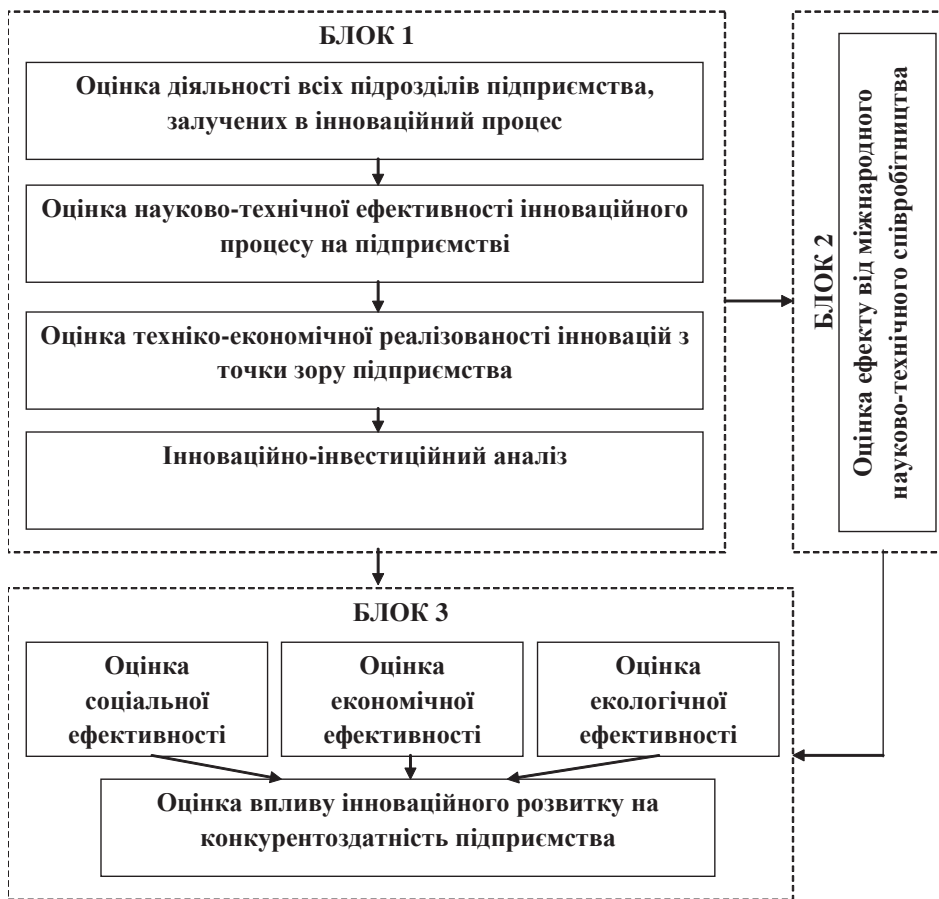 БЛОК 1
Оцінка діяльності всіх підрозділів підприємства,
залучених в інноваційний процес
Оцінка науково-технічної ефективності інноваційного
процесу на підприємстві
Оцінка техніко-економічної реалізованості інновацій з
точки зору підприємства
Інноваційно-інвестиційний аналіз
БЛОК 2
Оцінка ефекту від міжнародного
науково-технічного співробітництва
БЛОК 3
Оцінка
соціальної
ефективності
Оцінка
економічної
ефективності
Оцінка
екологічної
ефективності
Оцінка впливу інноваційного розвитку на
конкурентоздатність підприємства